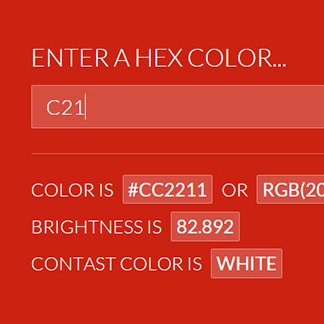 ENTER A HEX COLOR...
C21
COLOR IS #CC2211 OR RGB(20
BRIGHTNESS IS 82.892
CONTAST COLOR IS WHITE